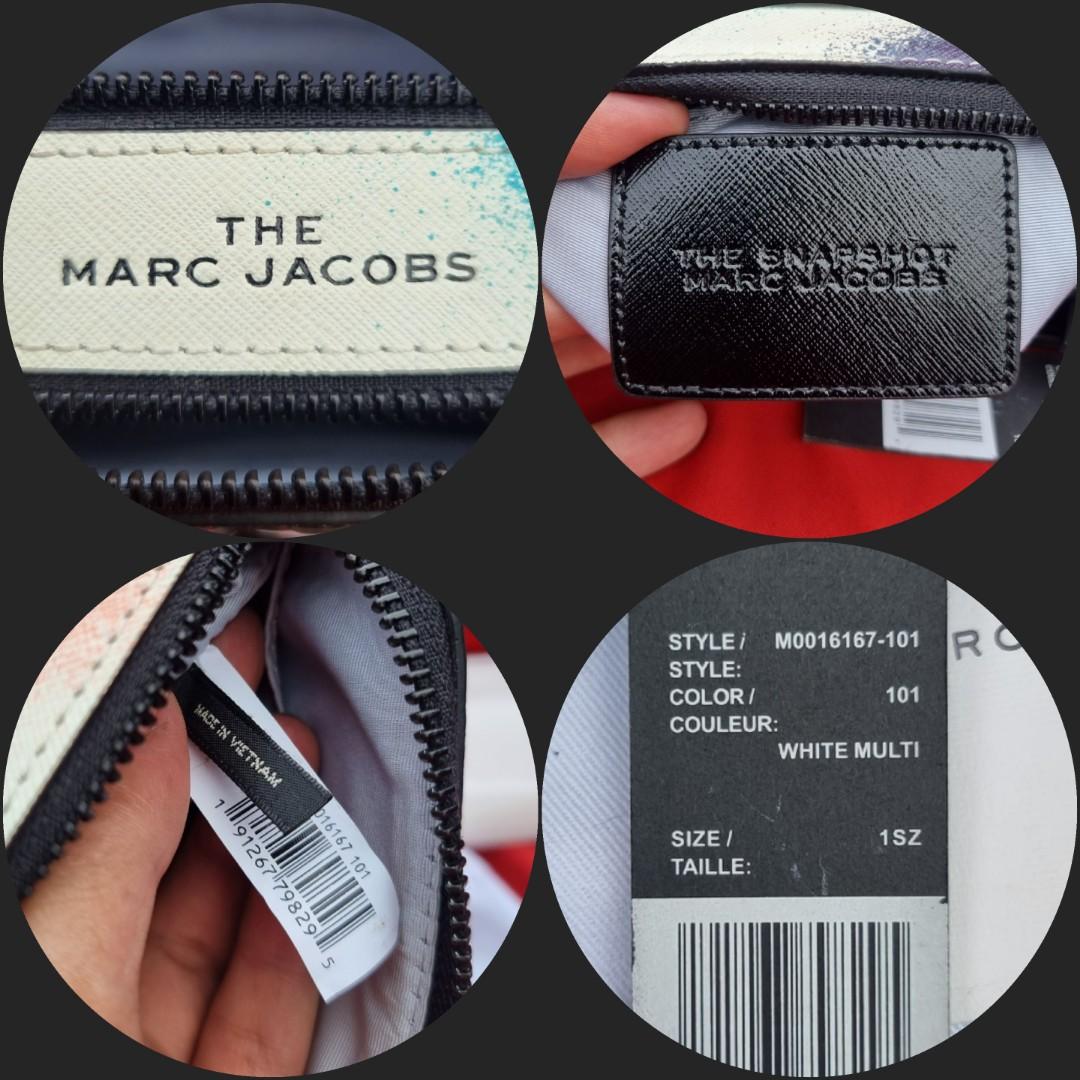 THE
MARC JACOBS
THE SNAPSHOT
MARC JACOBS
MADE IN VIETNAM
016167 101
1 91267 79829 5
STYLE / M0016167-101
STYLE:
COLOR / 101
COULEUR:
WHITE MULTI
SIZE / 1SZ
TAILLE: